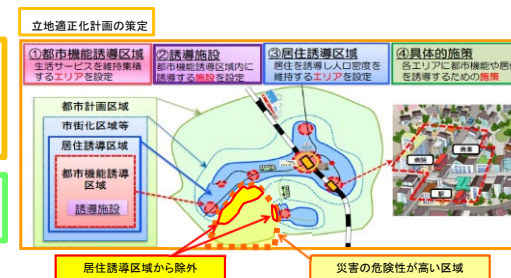 立地適正化計画の策定
①都市機能誘導区域
生活サービスを維持集積
するエリアを設定
②誘導施設
都市機能誘導区域内に
誘導する施設を設定
③居住誘導区域
居住を誘導し人口密度を
維持するエリアを設定
④具体的施策
各エリアに都市機能や居住
を誘導するための施策
都市計画区域
市街化区域等
居住誘導区域
都市機能誘導
区域
誘導施設
病院
商業
駅
居住誘導区域から除外
災害の危険性が高い区域